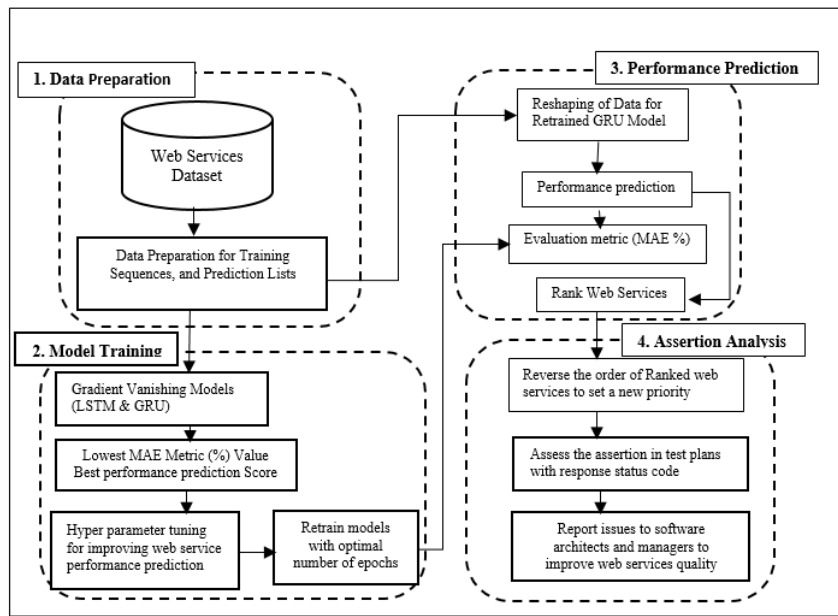 1. Data Preparation
Web Services
Dataset
Data Preparation for Training
Sequences, and Prediction Lists
2. Model Training
Gradient Vanishing Models
(LSTM & GRU)
Lowest MAE Metric (%) Value
Best performance prediction Score
Hyper parameter tuning
for improving web service
performance prediction
Retrain models
with optimal
number of epochs
3. Performance Prediction
Reshaping of Data for
Retrained GRU Model
Performance prediction
Evaluation metric (MAE %)
Rank Web Services
4. Assertion Analysis
Reverse the order of Ranked web
services to set a new priority
Assess the assertion in test plans
with response status code
Report issues to software
architects and managers to
improve web services quality